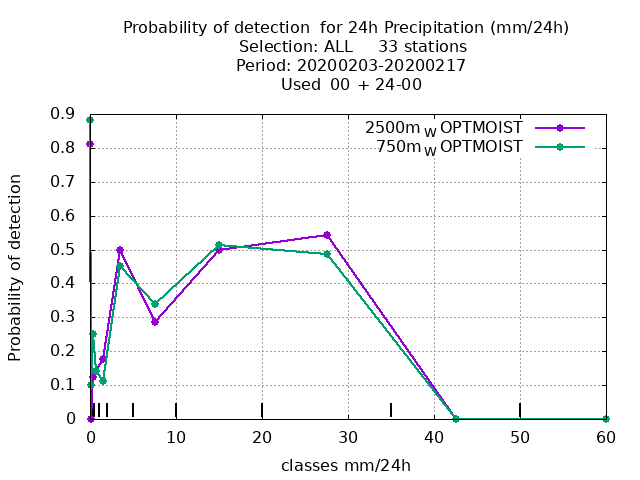 Probability of detection  for 24h Precipitation (mm/24h)
Selection: ALL     33 stations
Period: 20200203-20200217
Used  00 + 24-00
2500m W OPTMOIST
750m W OPTMOIST
0.9
0.8
0.7
0.6
0.5
0.4
0.3
0.2
0.1
0
Probability of detection
0 10 20 30 40 50 60
classes mm/24h